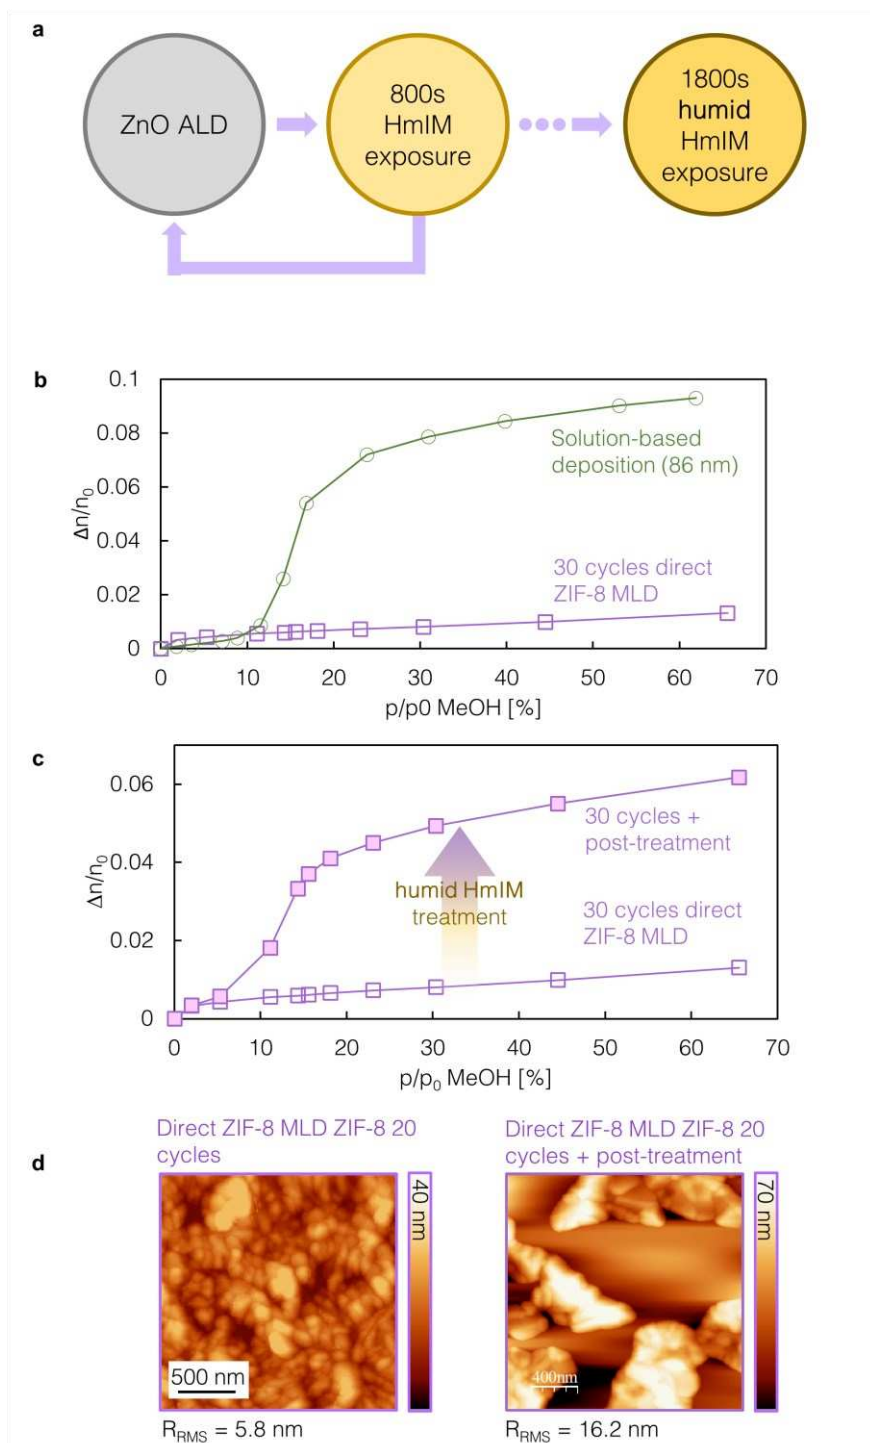 a
ZnO ALD
800s
HmIM
exposure
1800s
humid
HmIM
exposure
b
0.1
0.08
0.06
0.04
0.02
0
Δn/n0
Solution-based
deposition (86 nm)
30 cycles direct
ZIF-8 MLD
0 10 20 30 40 50 60 70
p/p0 MeOH [%]
c
0.06
0.04
0.02
0
Δn/n0
30 cycles +
post-treatment
humid HmIM
treatment
30 cycles direct
ZIF-8 MLD
0 10 20 30 40 50 60 70
p/p0 MeOH [%]
d
Direct ZIF-8 MLD ZIF-8 20
cycles
40 nm
500 nm
RRMS = 5.8 nm
Direct ZIF-8 MLD ZIF-8 20
cycles + post-treatment
70 nm
400nm
RRMS = 16.2 nm